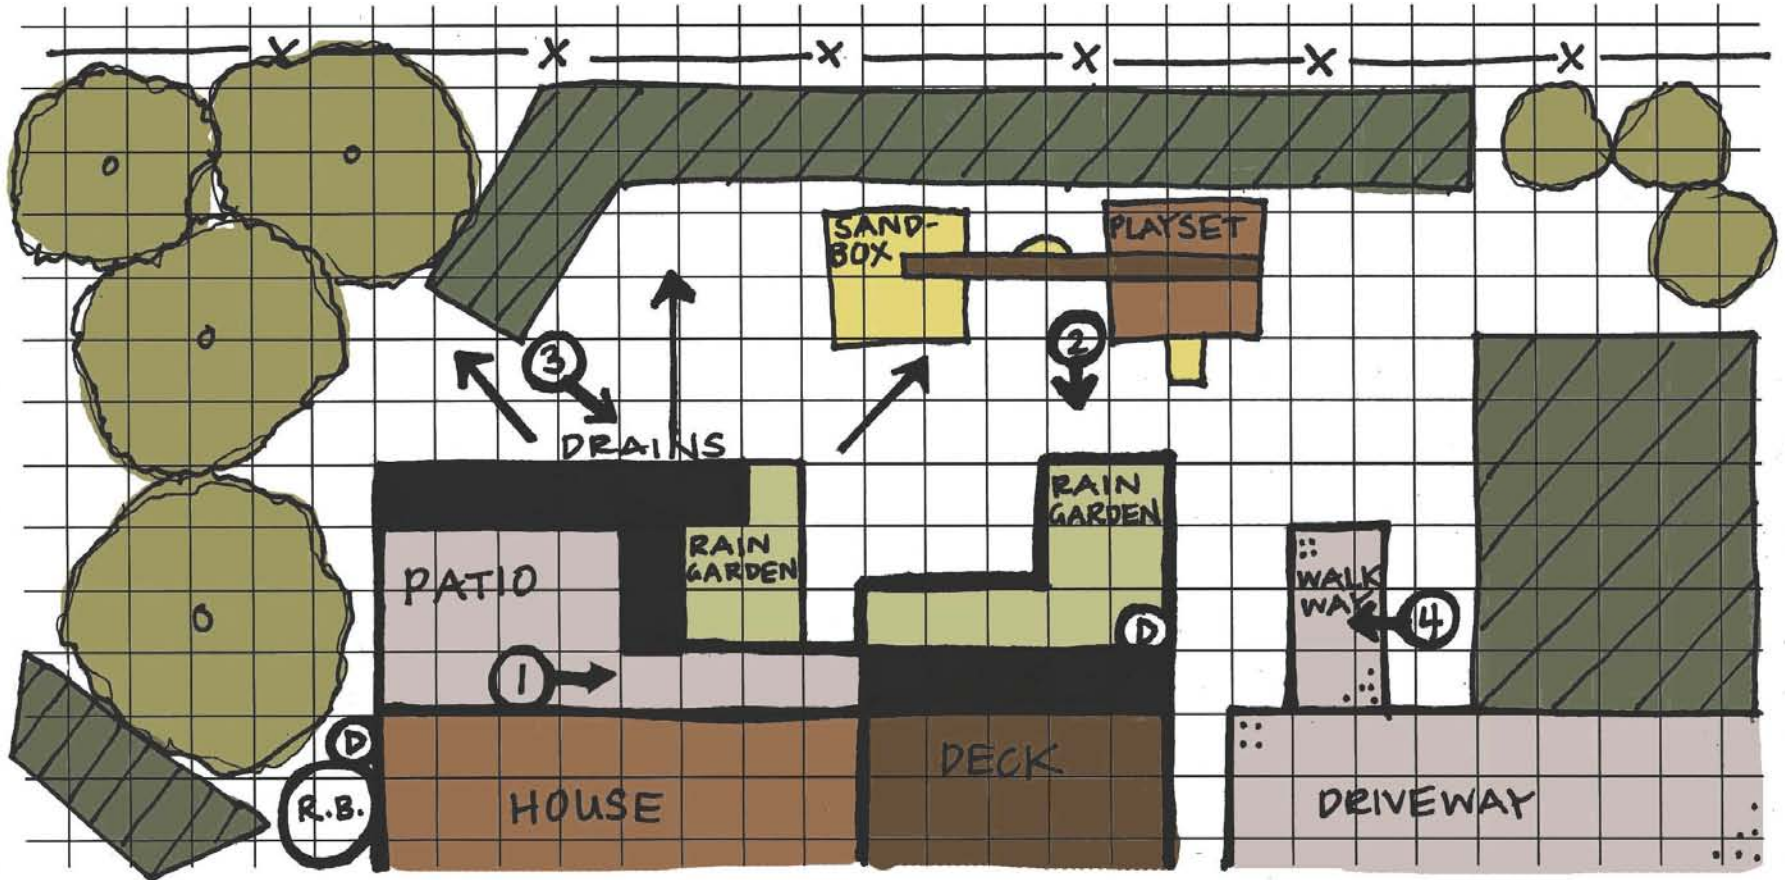 X X X X X X
SAND-
BOX
PLAYSET
2
3
DRAINS
RAIN
GARDEN
RAIN
GARDEN
PATIO
WALK
WAY
4
D
1
D
R.B.
HOUSE
DECK
DRIVEWAY